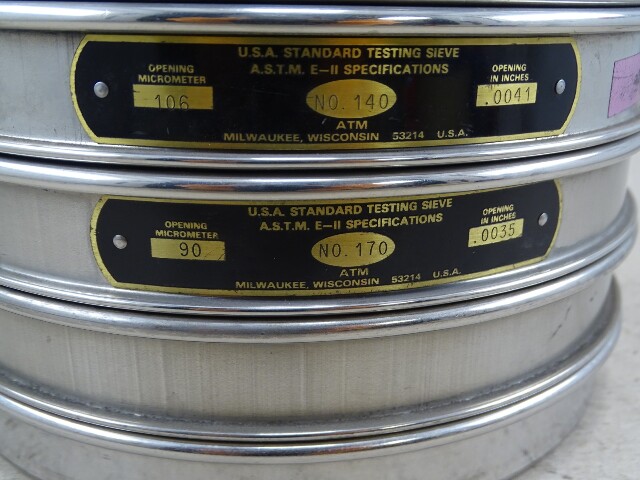 U.S.A. STANDARD TESTING SIEVE
A.S.T.M. E-II SPECIFICATIONS
OPENING
MICROMETER
106
NO. 140
OPENING
IN INCHES
.0041
ATM
MILWAUKEE, WISCONSIN 53214 U.S.A.
U.S.A. STANDARD TESTING SIEVE
A.S.T.M. E-II SPECIFICATIONS
OPENING
MICROMETER
90
NO. 170
OPENING
IN INCHES
.0035
ATM
MILWAUKEE, WISCONSIN 53214 U.S.A.